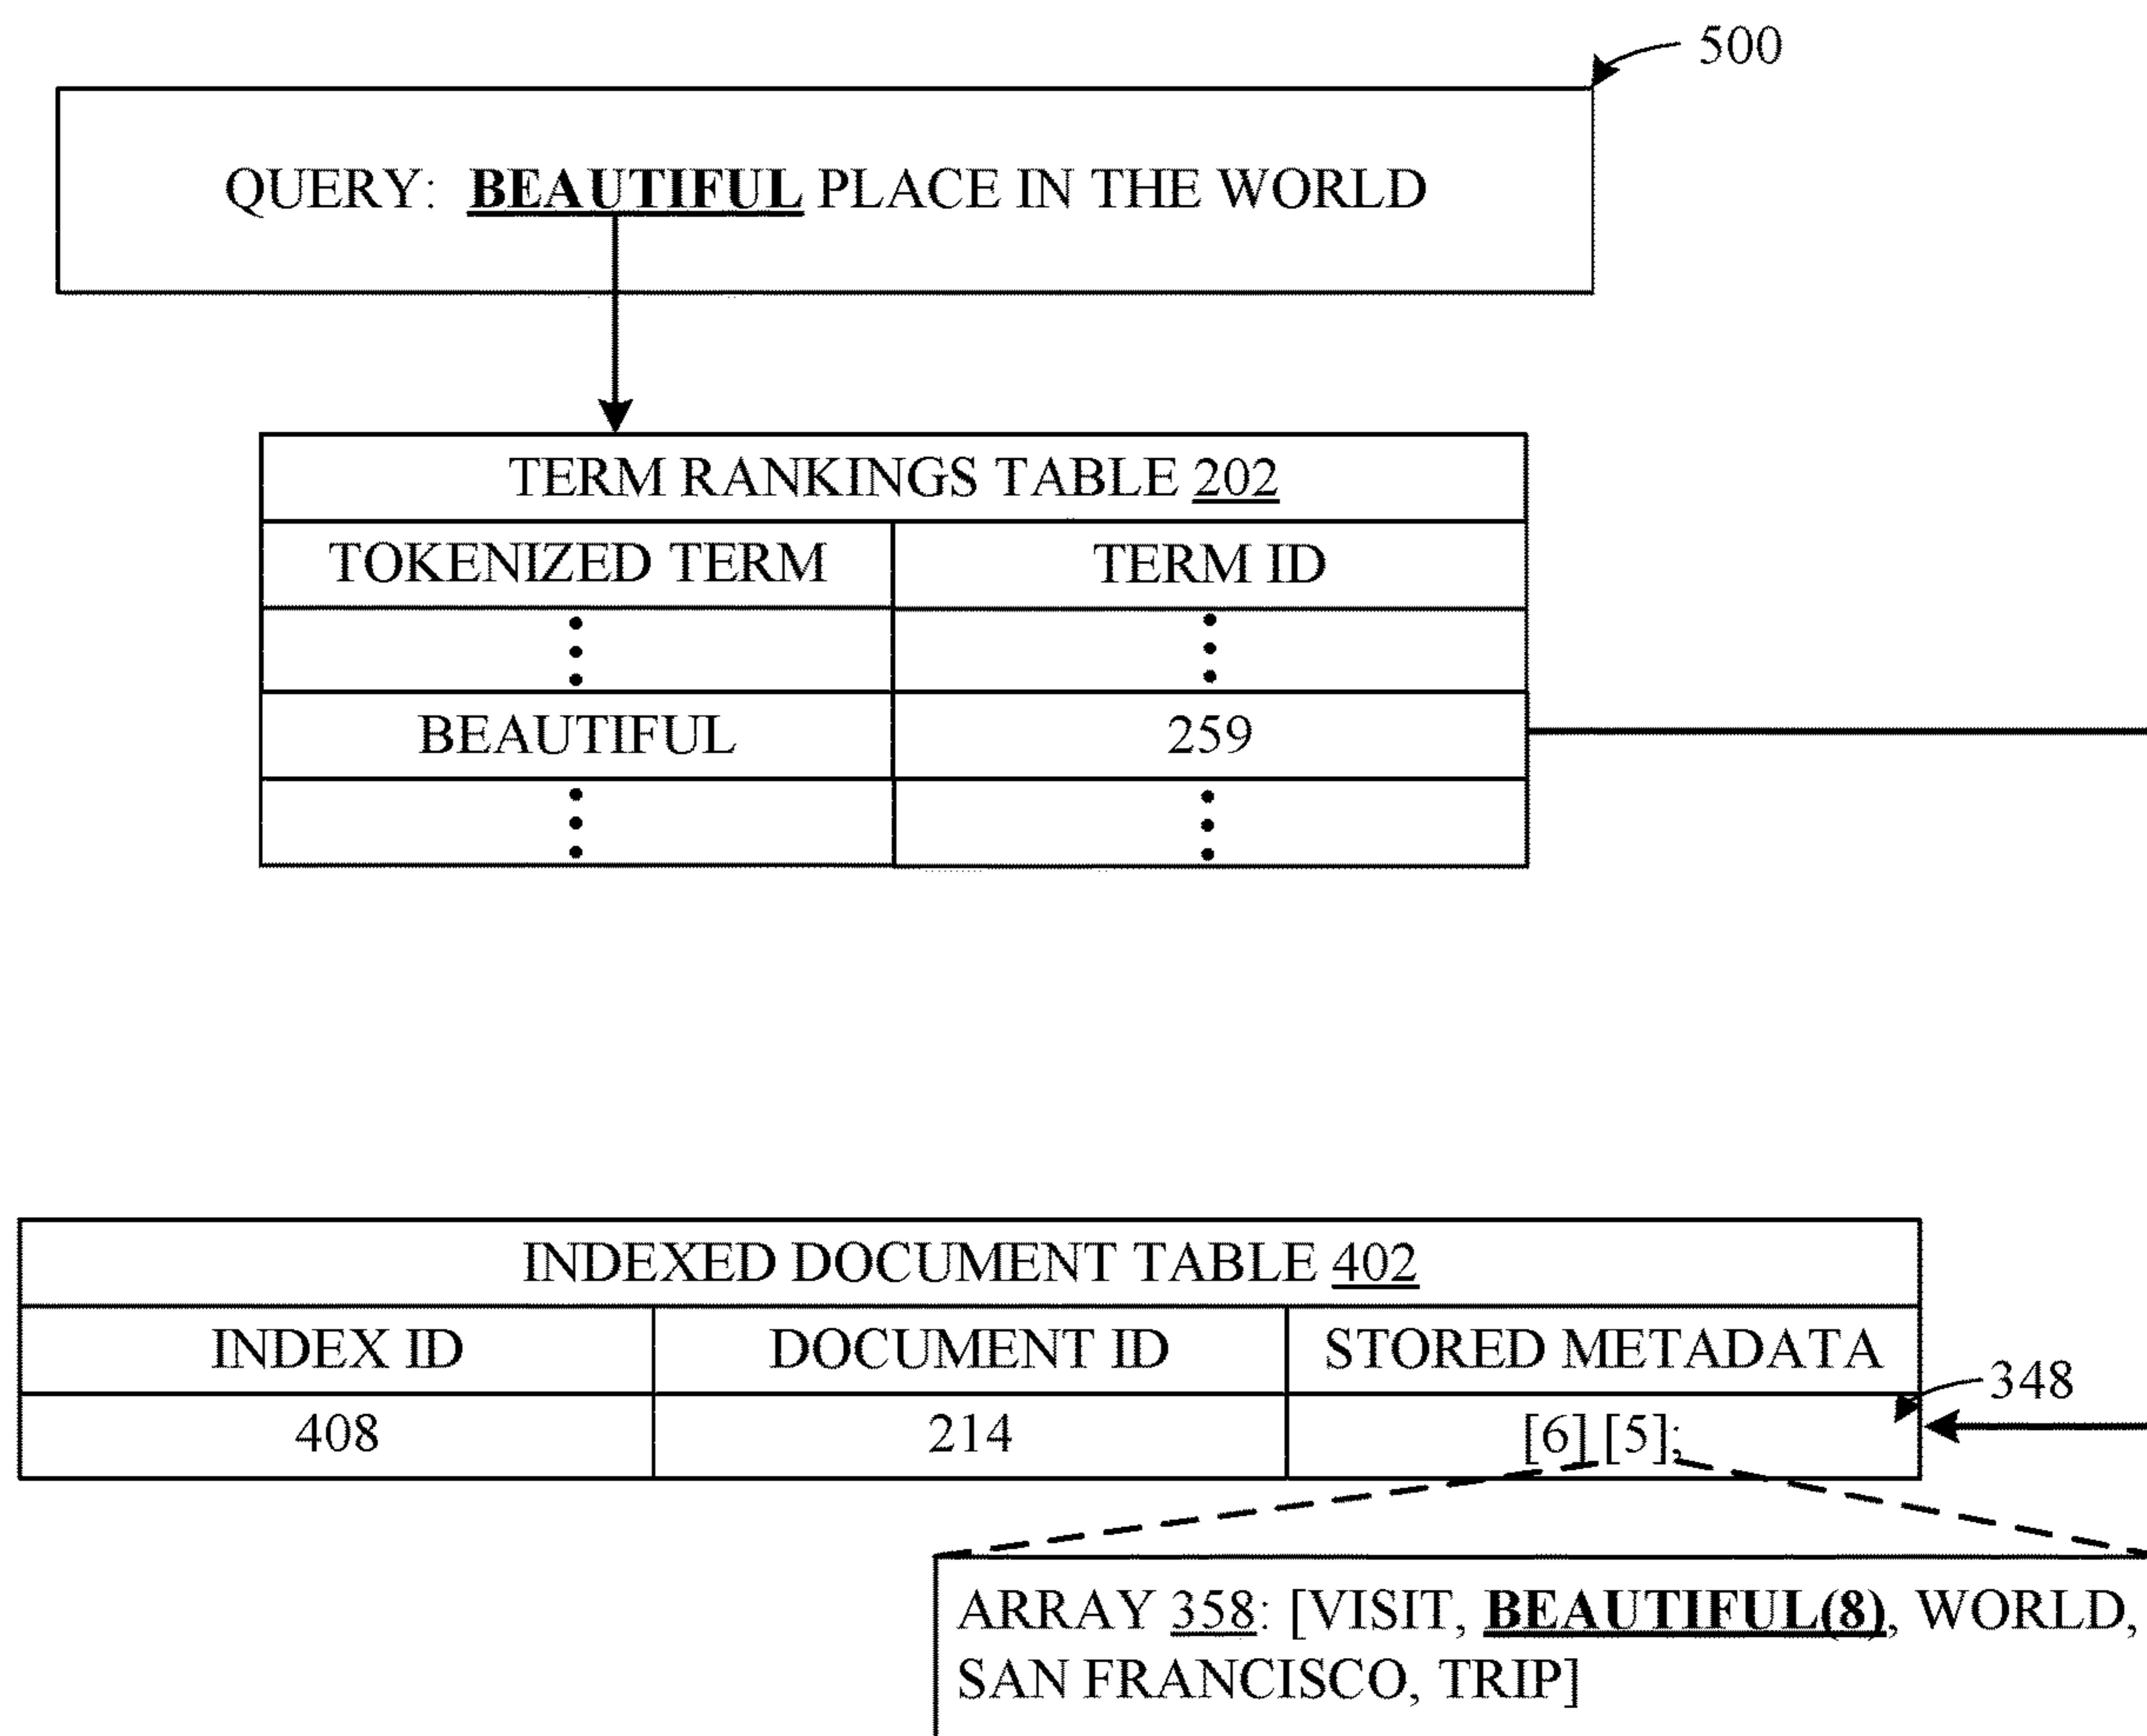 500
QUERY: BEAUTIFUL PLACE IN THE WORLD
TERM RANKINGS TABLE 202
TOKENIZED TERM TERM ID
BEAUTIFUL 259
INDEXED DOCUMENT TABLE 402
INDEX ID DOCUMENT ID STORED METADATA
348
408 214 [6] [5];
ARRAY 358: [VISIT, BEAUTIFUL(8), WORLD,
SAN FRANCISCO, TRIP]